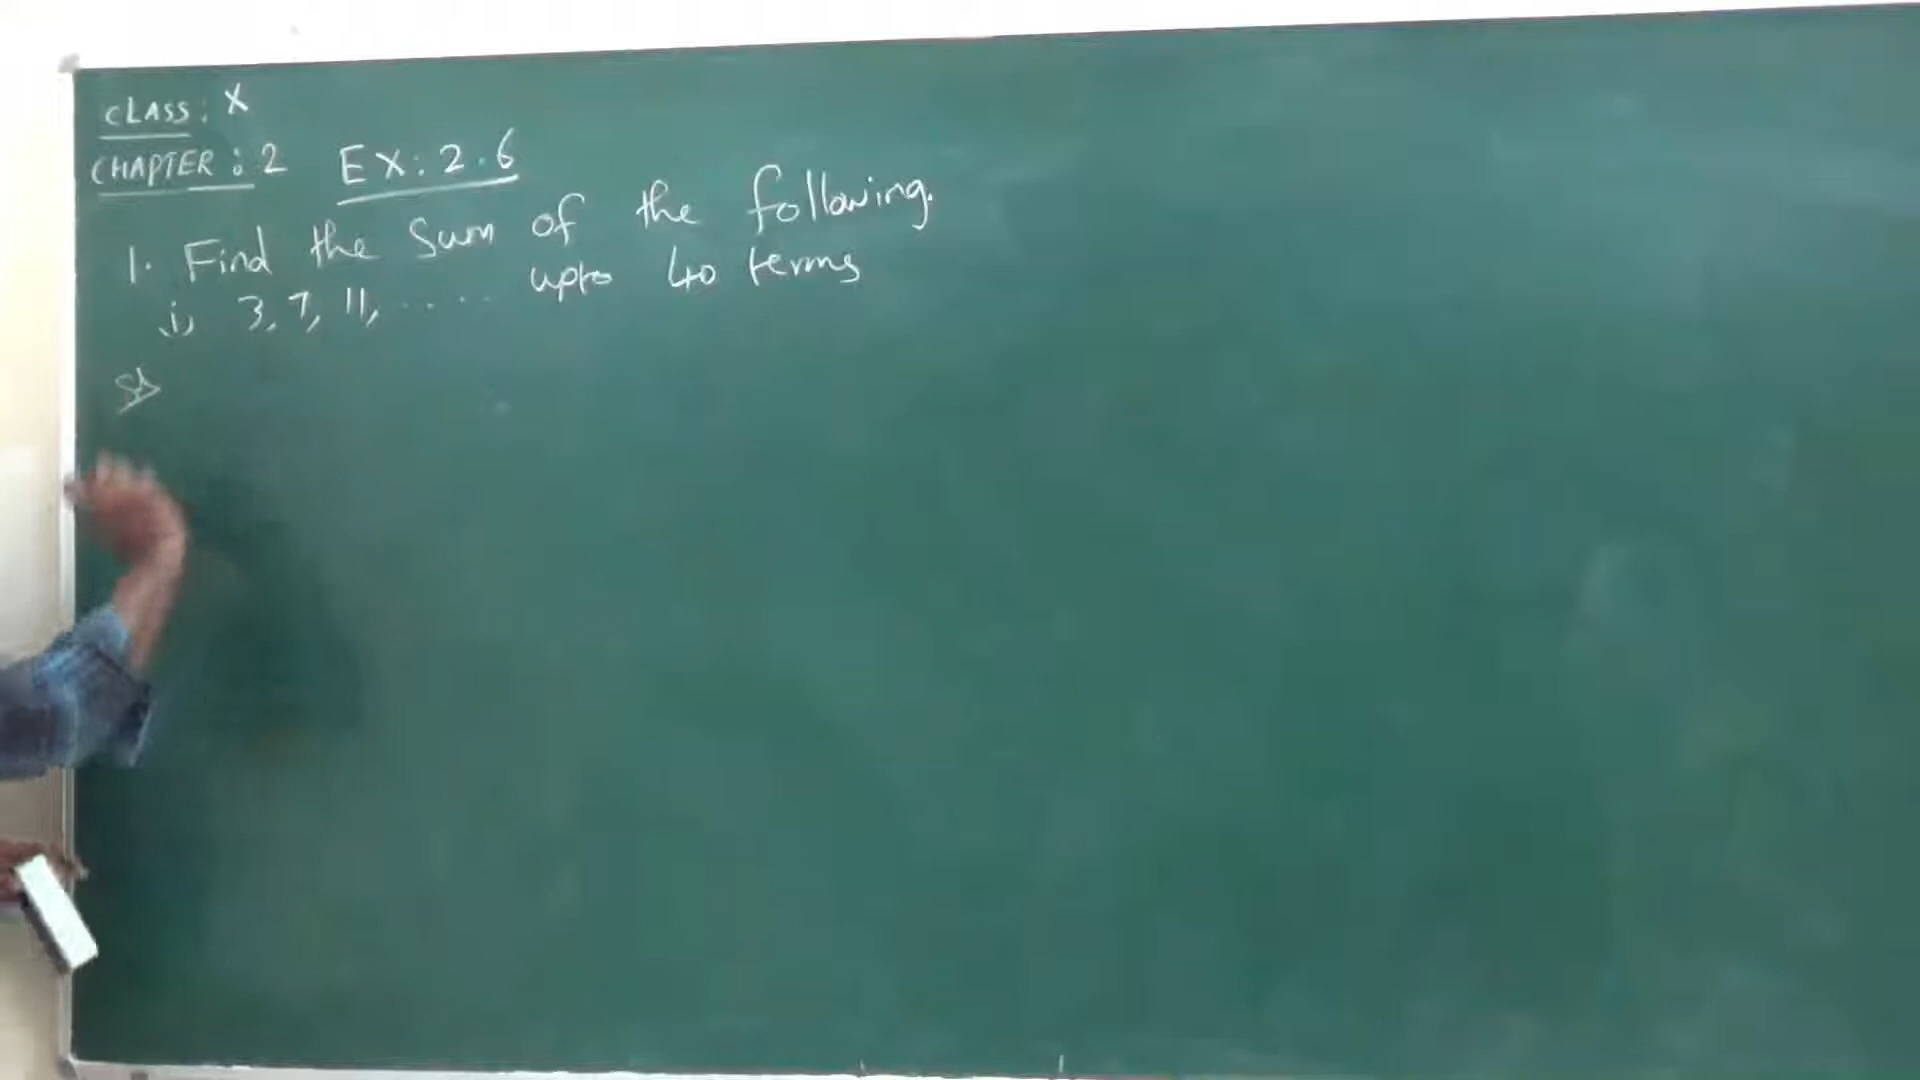 CLASS: X
CHAPTER: 2 EX: 2.6
1. Find the Sum of the following.
i, 3, 7, 11, ..... upto 40 terms